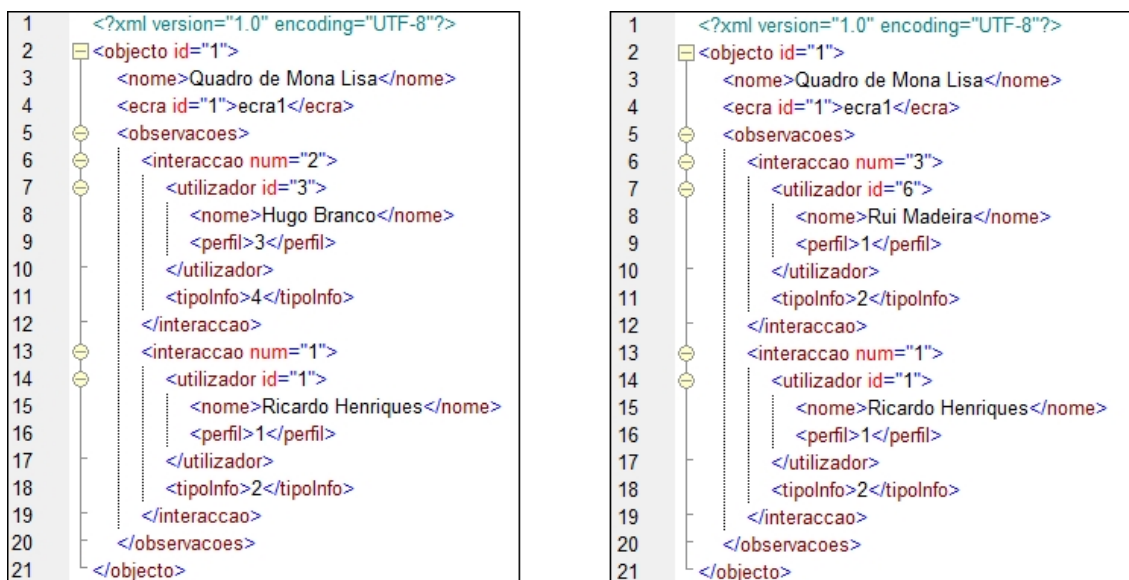 1 <?xml version="1.0" encoding="UTF-8"?>
2 <objecto id="1">
3 <nome>Quadro de Mona Lisa</nome>
4 <ecra id="1">ecra1</ecra>
5 <observacoes>
6 <interaccao num="2">
7 <utilizador id="3">
8 <nome>Hugo Branco</nome>
9 <perfil>3</perfil>
10 </utilizador>
11 <tipoInfo>4</tipoInfo>
12 </interaccao>
13 <interaccao num="1">
14 <utilizador id="1">
15 <nome>Ricardo Henriques</nome>
16 <perfil>1</perfil>
17 </utilizador>
18 <tipoInfo>2</tipoInfo>
19 </interaccao>
20 </observacoes>
21 </objecto>
1 <?xml version="1.0" encoding="UTF-8"?>
2 <objecto id="1">
3 <nome>Quadro de Mona Lisa</nome>
4 <ecra id="1">ecra1</ecra>
5 <observacoes>
6 <interaccao num="3">
7 <utilizador id="6">
8 <nome>Rui Madeira</nome>
9 <perfil>1</perfil>
10 </utilizador>
11 <tipoInfo>2</tipoInfo>
12 </interaccao>
13 <interaccao num="1">
14 <utilizador id="1">
15 <nome>Ricardo Henriques</nome>
16 <perfil>1</perfil>
17 </utilizador>
18 <tipoInfo>2</tipoInfo>
19 </interaccao>
20 </observacoes>
21 </objecto>